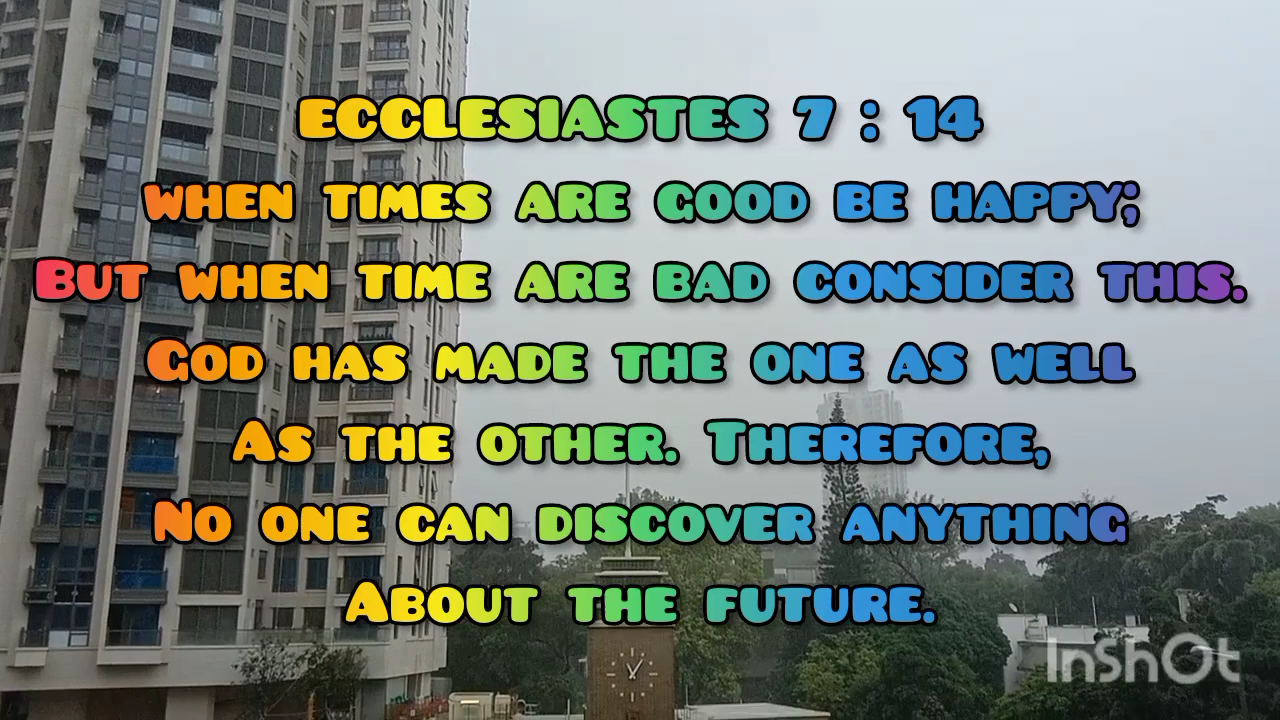 ECCLESIASTES 7 : 14
WHEN TIMES ARE GOOD BE HAPPY;
BUT WHEN TIME ARE BAD CONSIDER THIS.
GOD HAS MADE THE ONE AS WELL
AS THE OTHER. THEREFORE,
NO ONE CAN DISCOVER ANYTHING
ABOUT THE FUTURE.
InShOt